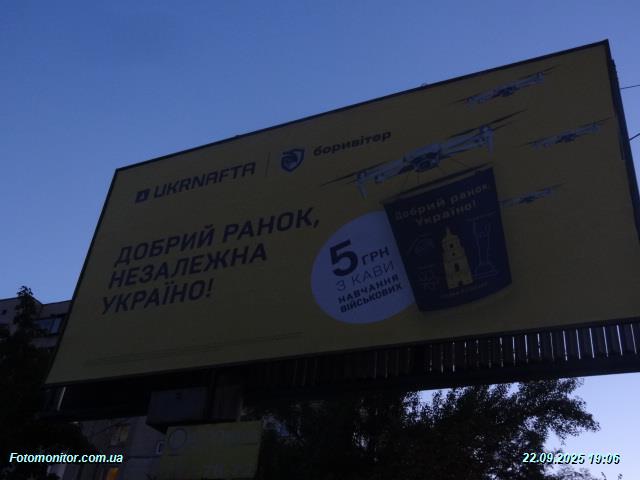 UKRNAFTA
боривітер
ДОБРИЙ РАНОК,
НЕЗАЛЕЖНА
УКРАЇНО!
5 ГРН
З КАВИ
НАВЧАННЯ
ВІЙСЬКОВИХ
Добрий ранок,
Україно!
Fotomonitor.com.ua
22.09.2025 19:06